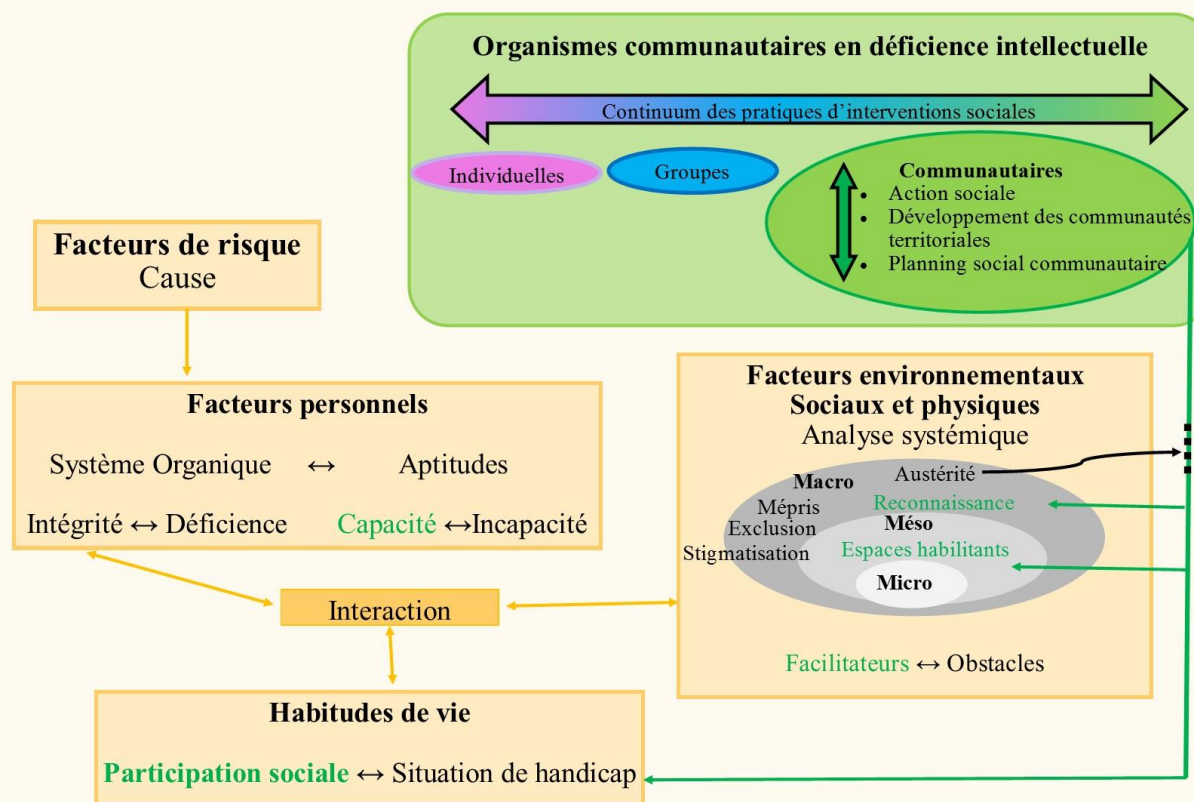 Organismes communautaires en déficience intellectuelle
Continuum des pratiques d'interventions sociales
Individuelles
Groupes
Communautaires
• Action sociale
• Développement des communautés
territoriales
• Planning social communautaire
Facteurs de risque
Cause
Facteurs personnels
Système Organique ↔ Aptitudes
Intégrité ↔ Déficience Capacité ↔Incapacité
Facteurs environnementaux
Sociaux et physiques
Analyse systémique
Austérité
Macro
Mépris
Reconnaissance
Exclusion
Méso
Stigmatisation
Espaces habilitants
Micro
Facilitateurs ↔ Obstacles
Interaction
Habitudes de vie
Participation sociale ↔ Situation de handicap